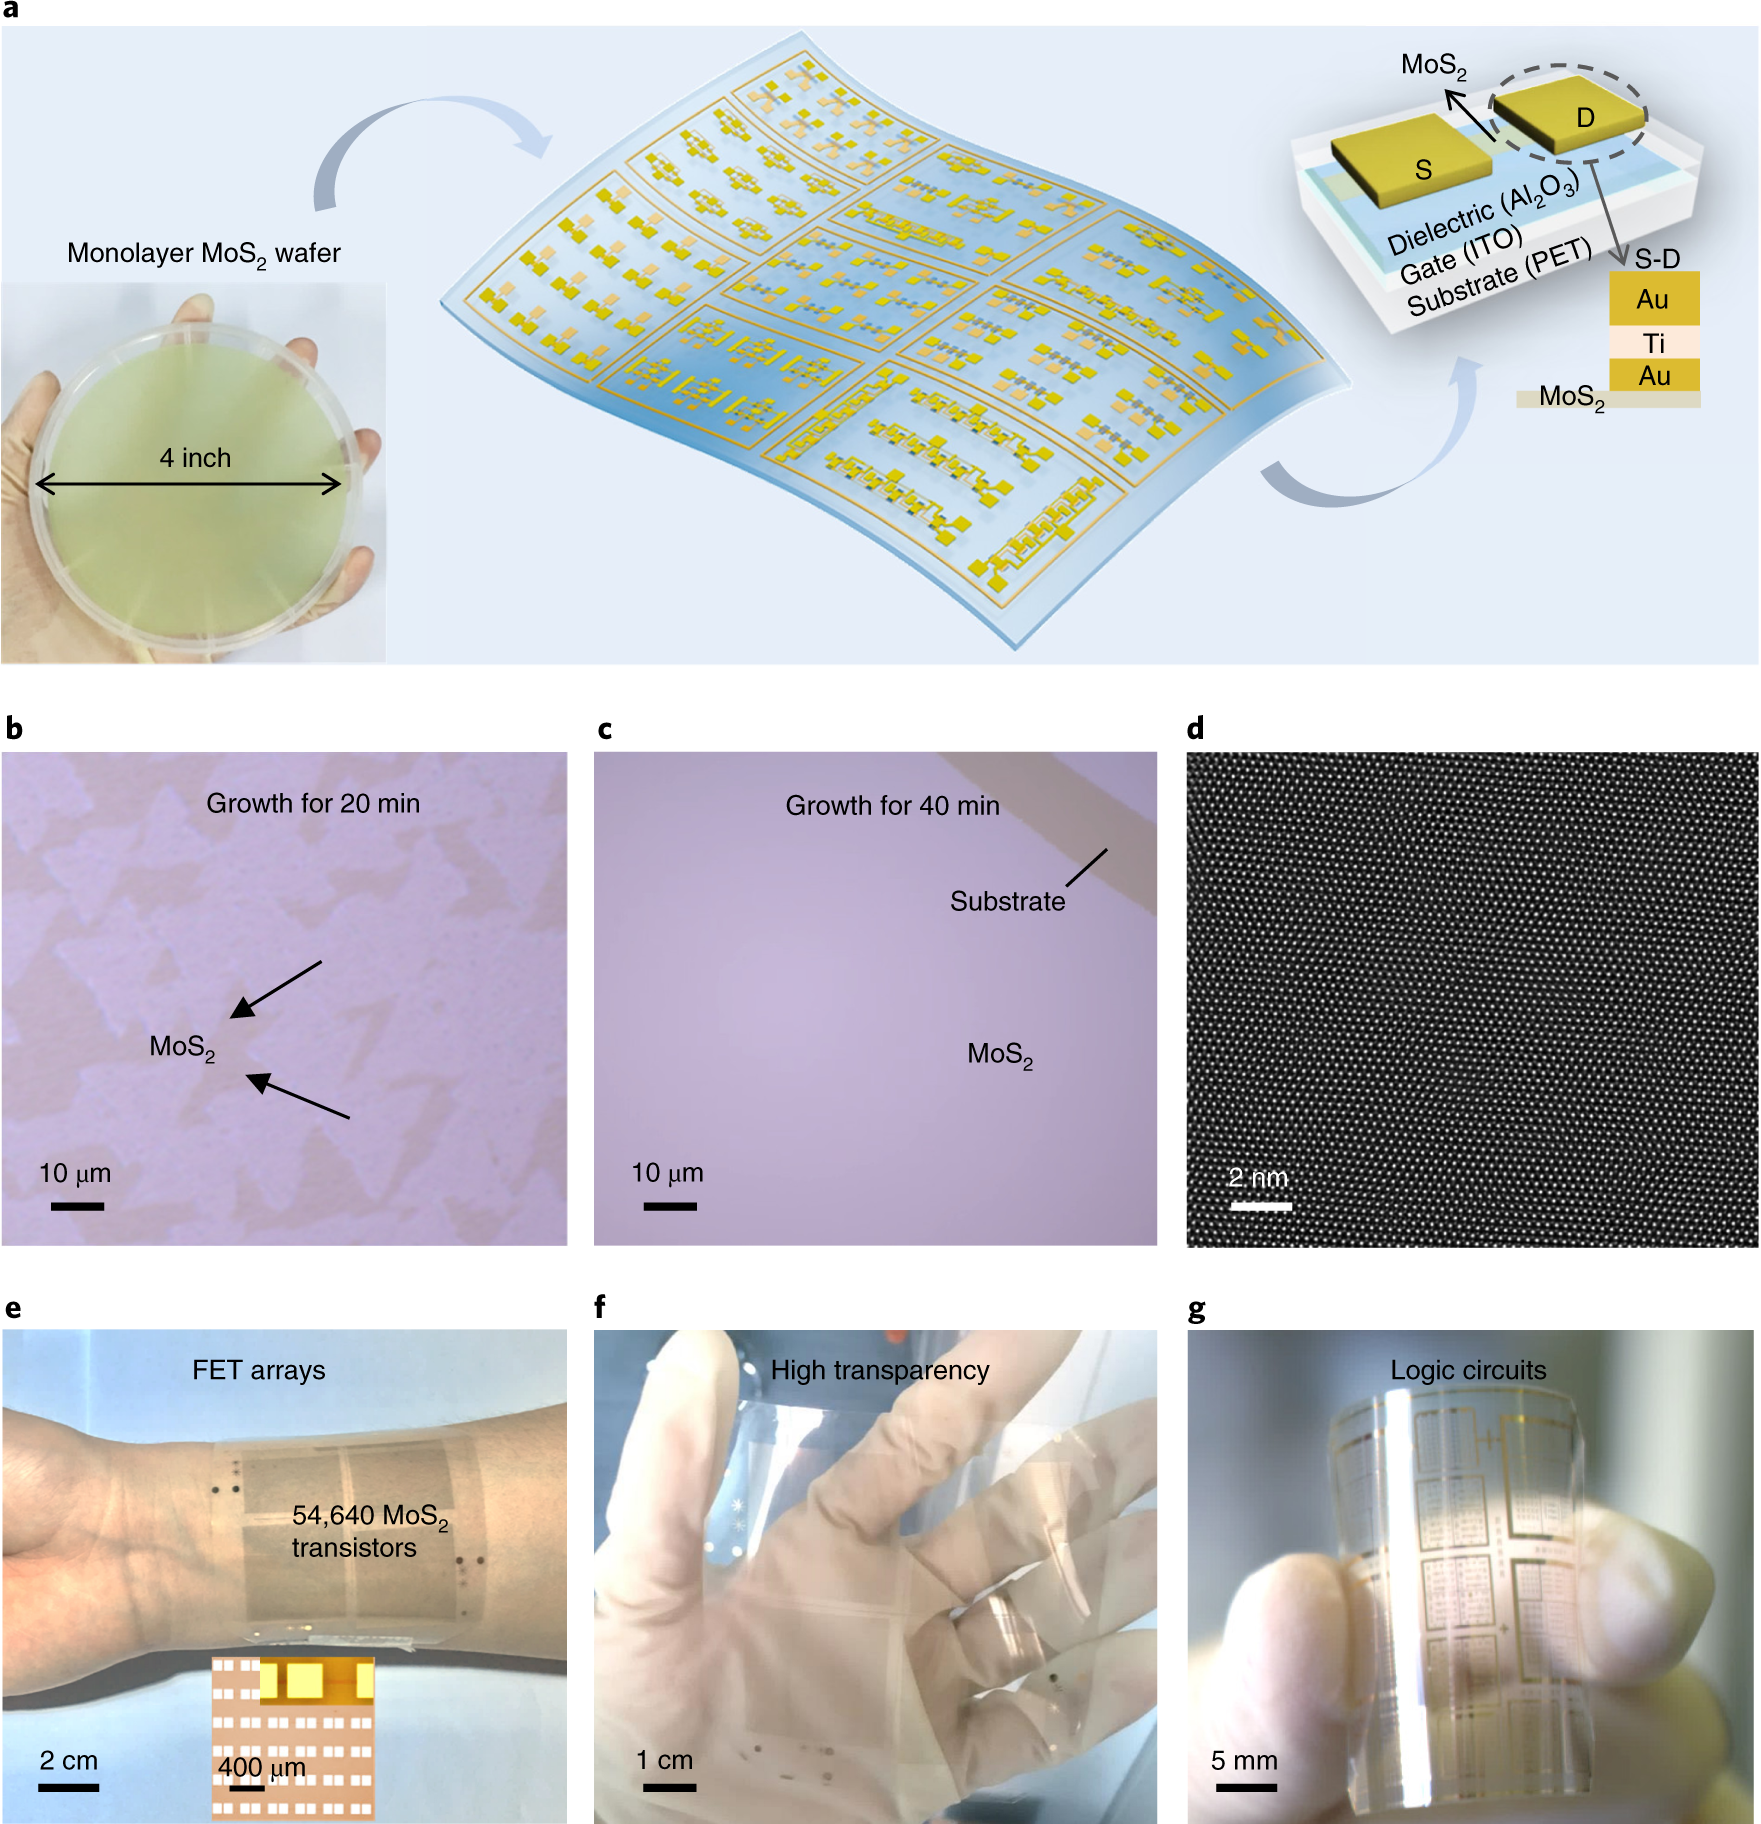 a
Monolayer MoS₂ wafer
4 inch
MoS₂
S
D
Dielectric (Al₂O₃)
Gate (ITO)
Substrate (PET)
S-D
Au
Ti
Au
MoS₂
b
Growth for 20 min
MoS₂
10 μm
c
Growth for 40 min
Substrate
MoS₂
10 μm
d
2 nm
e
FET arrays
54,640 MoS₂
transistors
2 cm
400 μm
f
High transparency
1 cm
g
Logic circuits
5 mm